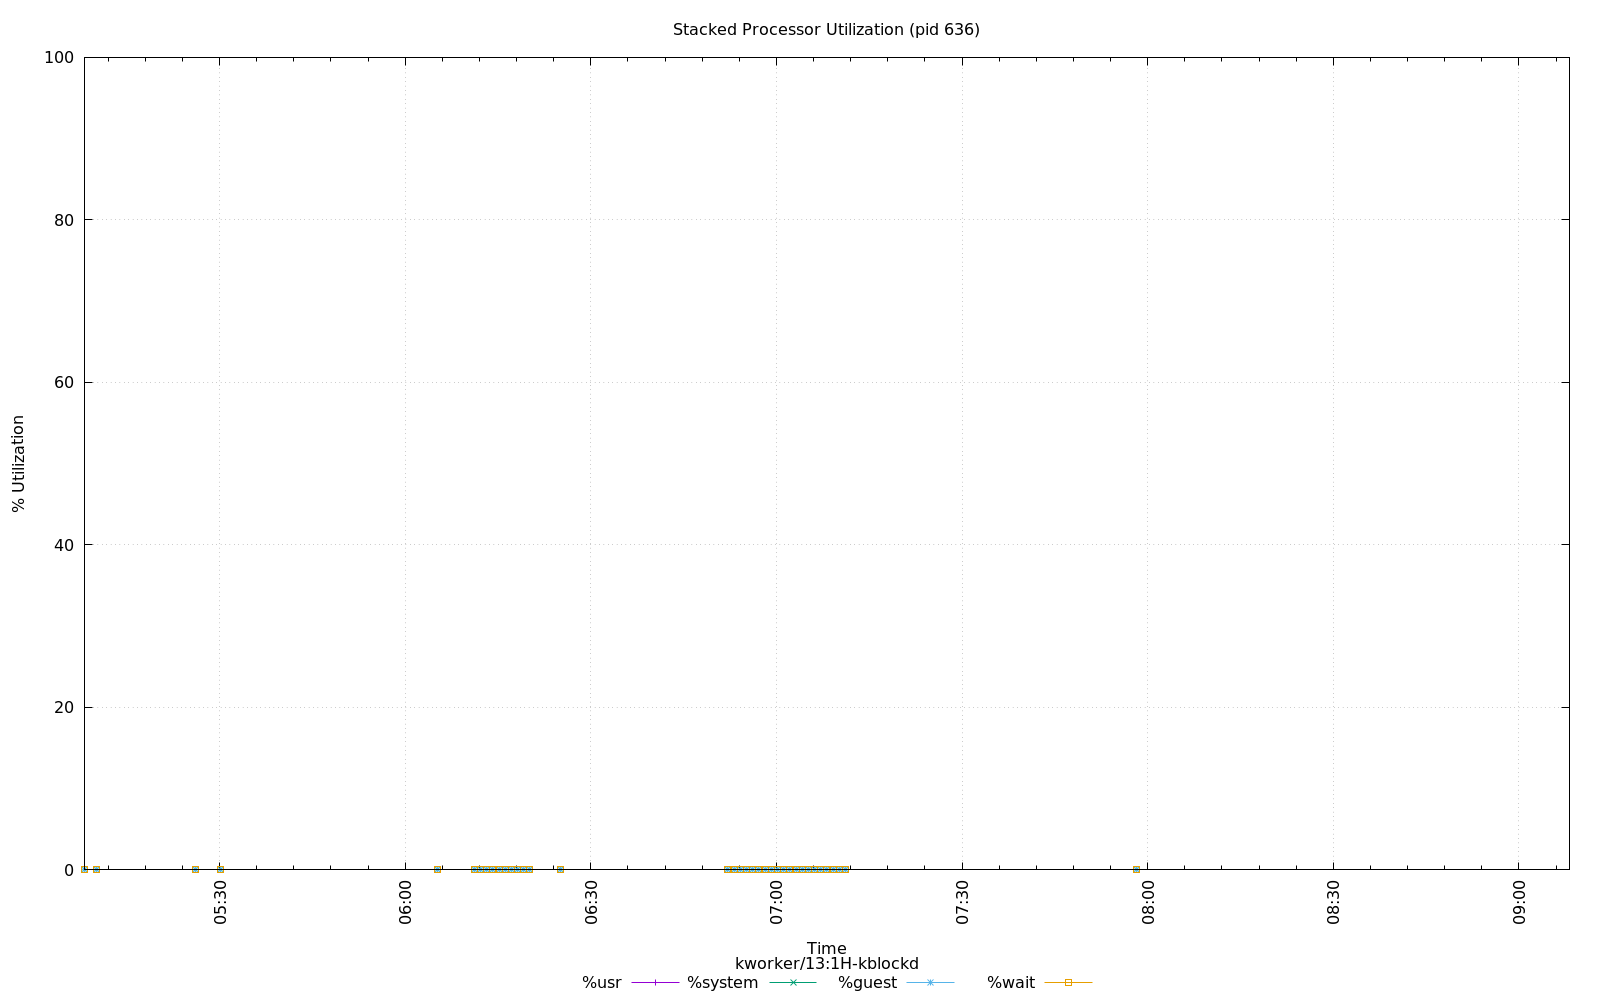 Stacked Processor Utilization (pid 636)
100
80
60
40
20
0
% Utilization
05:30
06:00
06:30
07:00
07:30
08:00
08:30
09:00
Time
kworker/13:1H-kblockd
%usr %system %guest %wait